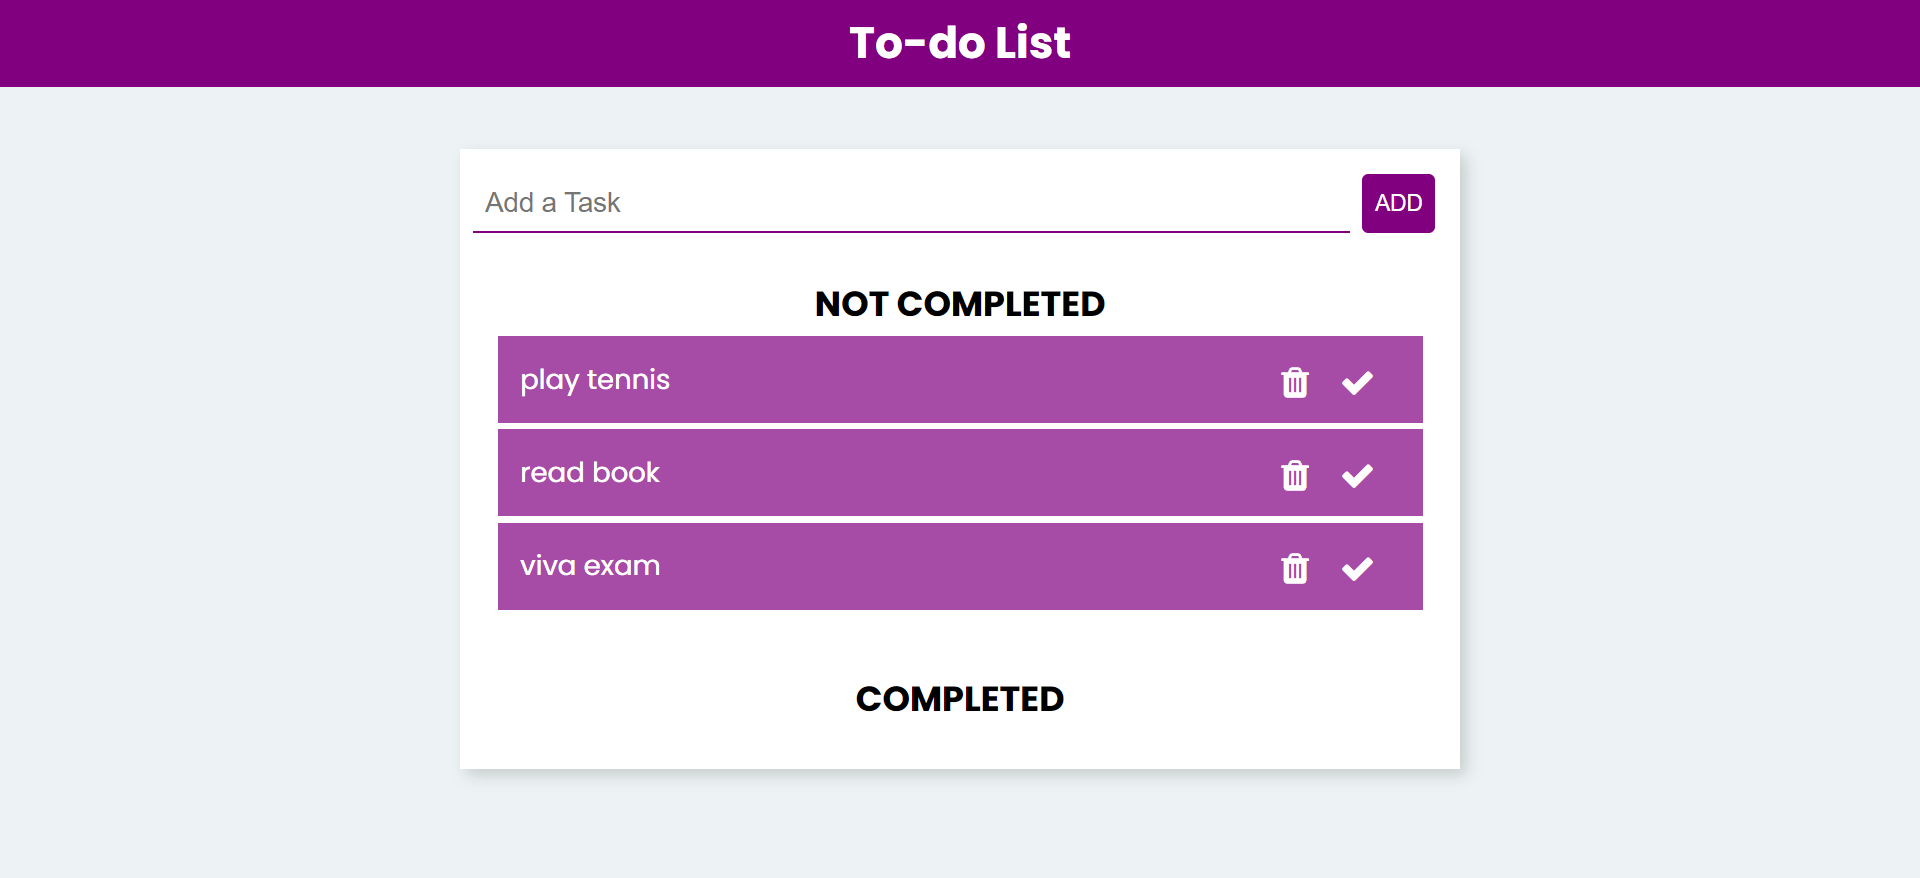 To-do List
Add a Task
ADD
NOT COMPLETED
play tennis
read book
viva exam
COMPLETED